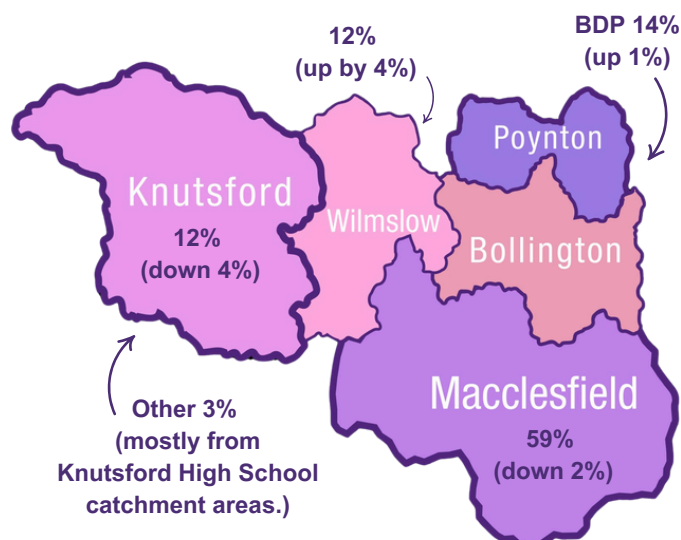 12%
(up by 4%)
BDP 14%
(up 1%)
Poynton
Knutsford
12%
(down 4%)
Wilmslow
Bollington
Macclesfield
59%
(down 2%)
Other 3%
(mostly from
Knutsford High School
catchment areas.)